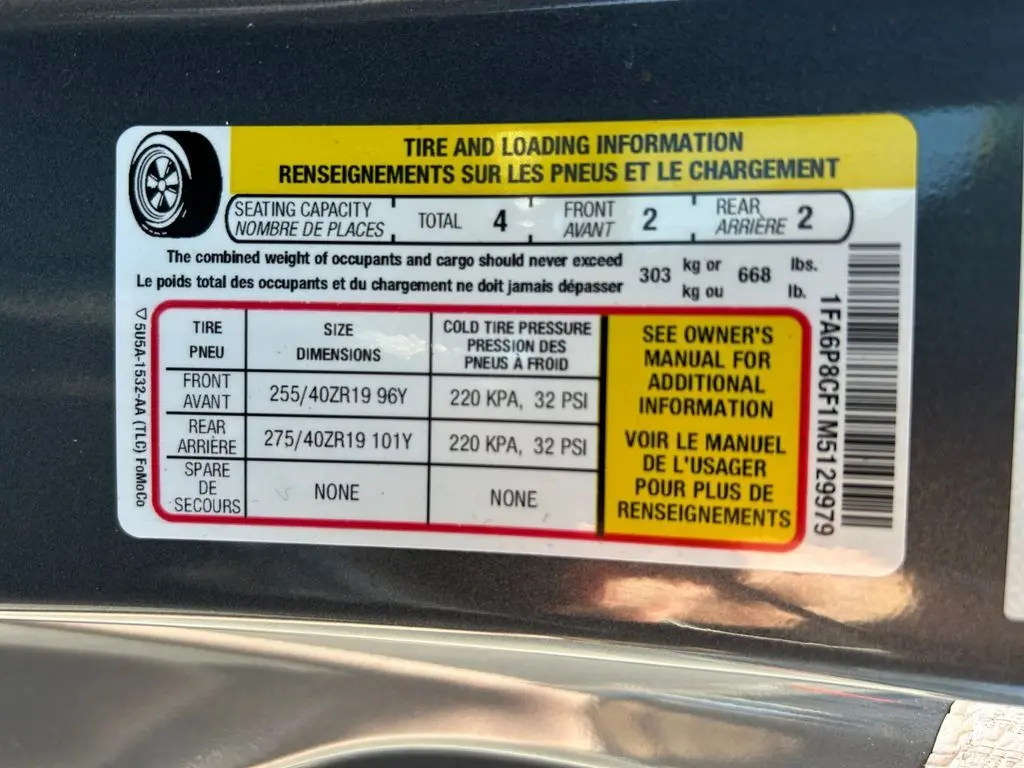 TIRE AND LOADING INFORMATION
RENSEIGNEMENTS SUR LES PNEUS ET LE CHARGEMENT
SEATING CAPACITY
NOMBRE DE PLACES
TOTAL 4
FRONT
AVANT
2
REAR
ARRIÈRE
2
The combined weight of occupants and cargo should never exceed
Le poids total des occupants et du chargement ne doit jamais dépasser
303
kg or
kg ou
668
lbs.
lb.
TIRE
PNEU
SIZE
DIMENSIONS
COLD TIRE PRESSURE
PRESSION DES
PNEUS À FROID
FRONT
AVANT
255/40ZR19 96Y
220 KPA, 32 PSI
REAR
ARRIÈRE
275/40ZR19 101Y
220 KPA, 32 PSI
SPARE
DE
SECOURS
NONE
NONE
SEE OWNER'S
MANUAL FOR
ADDITIONAL
INFORMATION
VOIR LE MANUEL
DE L'USAGER
POUR PLUS DE
RENSEIGNEMENTS
1FA6P8CF1M5129979
▽ 5U5A-1532-AA (TLC) FoMoCo